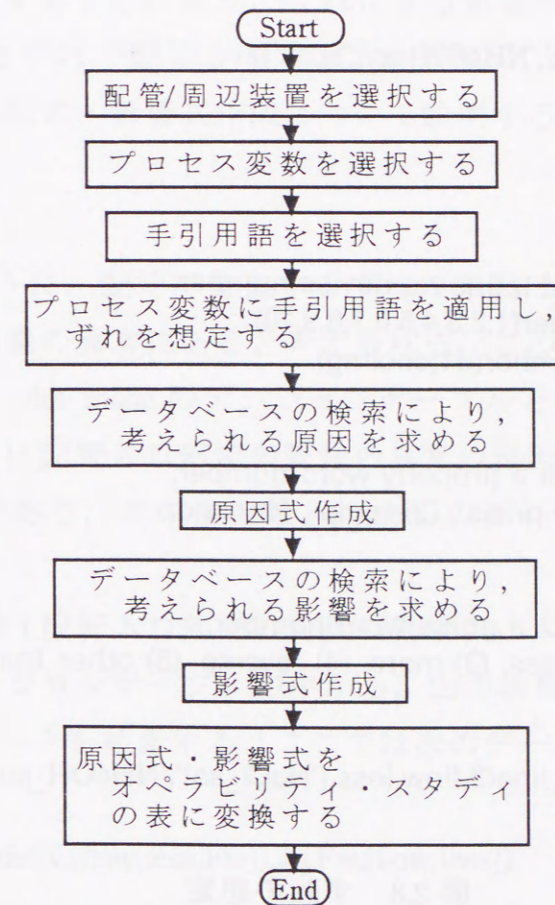 Start
配管/周辺装置を選択する
プロセス変数を選択する
手引用語を選択する
プロセス変数に手引用語を適用し,
ずれを想定する
データベースの検索により,
考えられる原因を求める
原因式作成
データベースの検索により,
考えられる影響を求める
影響式作成
原因式・影響式を
オペラビリティ・スタディ
の表に変換する
End